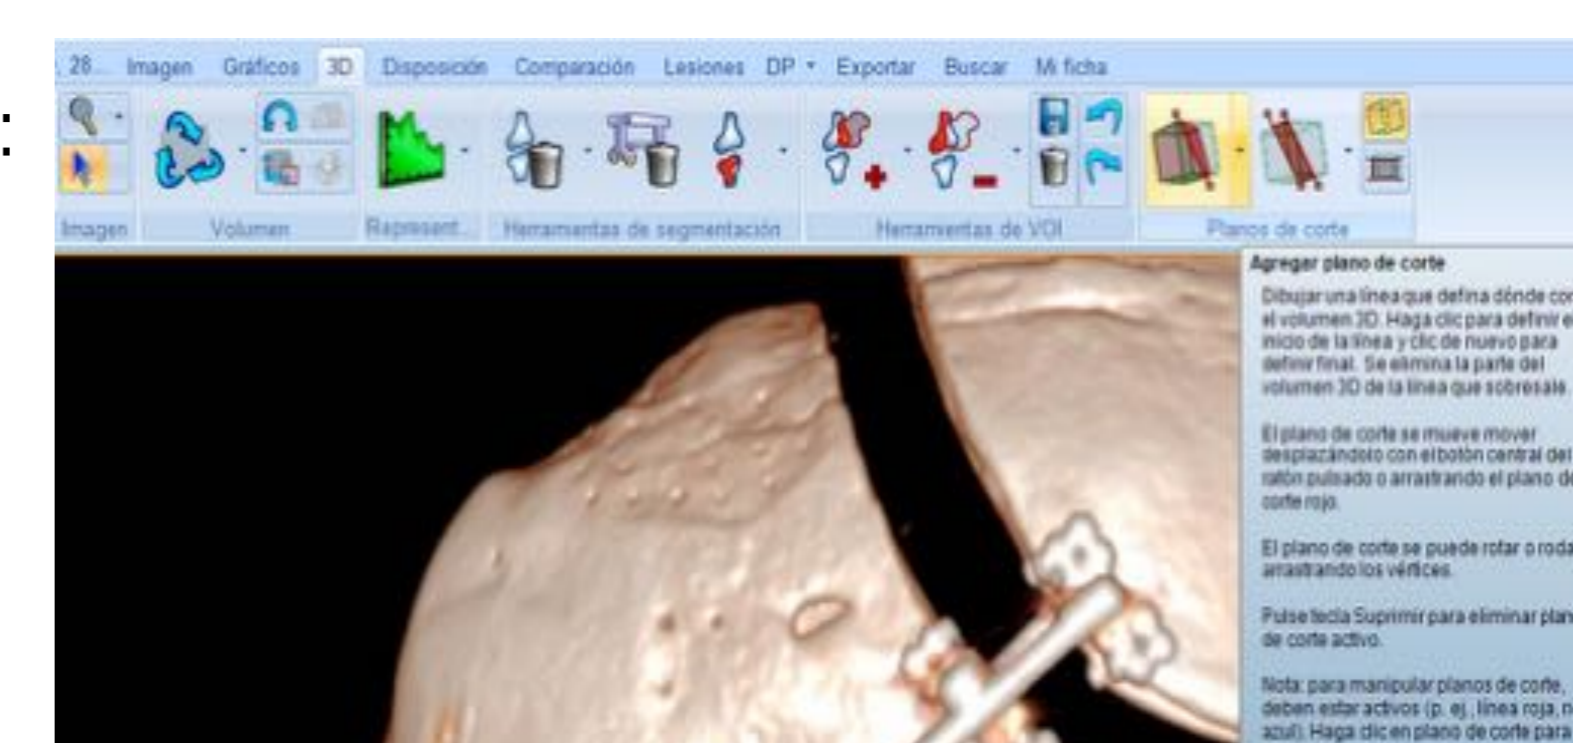 :
. 28... Imagen Gráficos 3D Disposición Comparación Lesiones DP Exportar Buscar Mi ficha
Imagen Volumen Represent... Herramientas de segmentación Herramientas de VOI Planos de corte
Agregar plano de corte
Dibujar una línea que defina dónde cor
el volumen 3D. Haga clic para definir el
inicio de la línea y clic de nuevo para
definir final. Se elimina la parte del
volumen 3D de la línea que sobresale.
El plano de corte se mueve mover
desplazándolo con el botón central del
ratón pulsado o arrastrando el plano de
corte rojo.
El plano de corte se puede rotar o roda
arrastrando los vértices.
Pulse tecla Suprimir para eliminar plan
de corte activo.
Nota: para manipular planos de corte,
deben estar activos (p. ej., línea roja, n
azul). Haga clic en plano de corte para